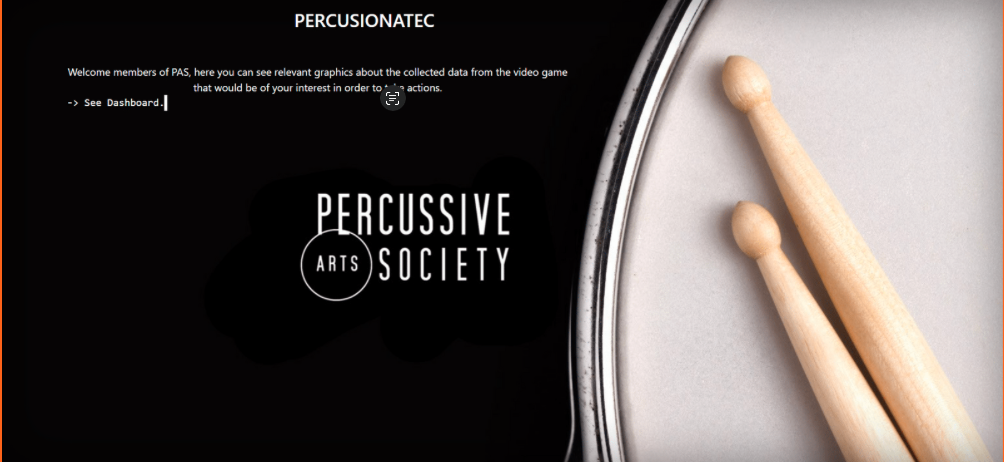 PERCUSIONATEC
Welcome members of PAS, here you can see relevant graphics about the collected data from the video game
that would be of your interest in order to take actions.
-> See Dashboard.
PERCUSSIVE
ARTS SOCIETY